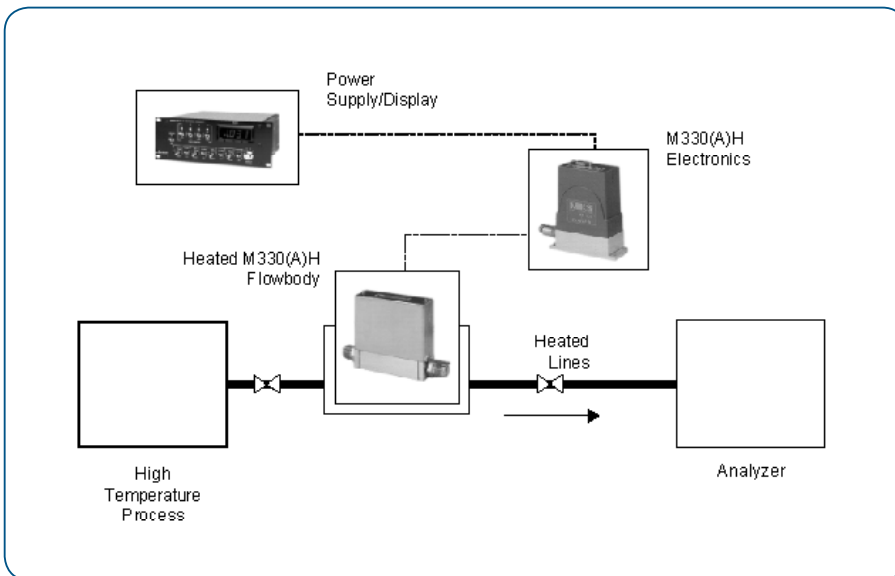 Power
Supply/Display
M330(A)H
Electronics
Heated M330(A)H
Flowbody
Heated
Lines
High
Temperature
Process
Analyzer